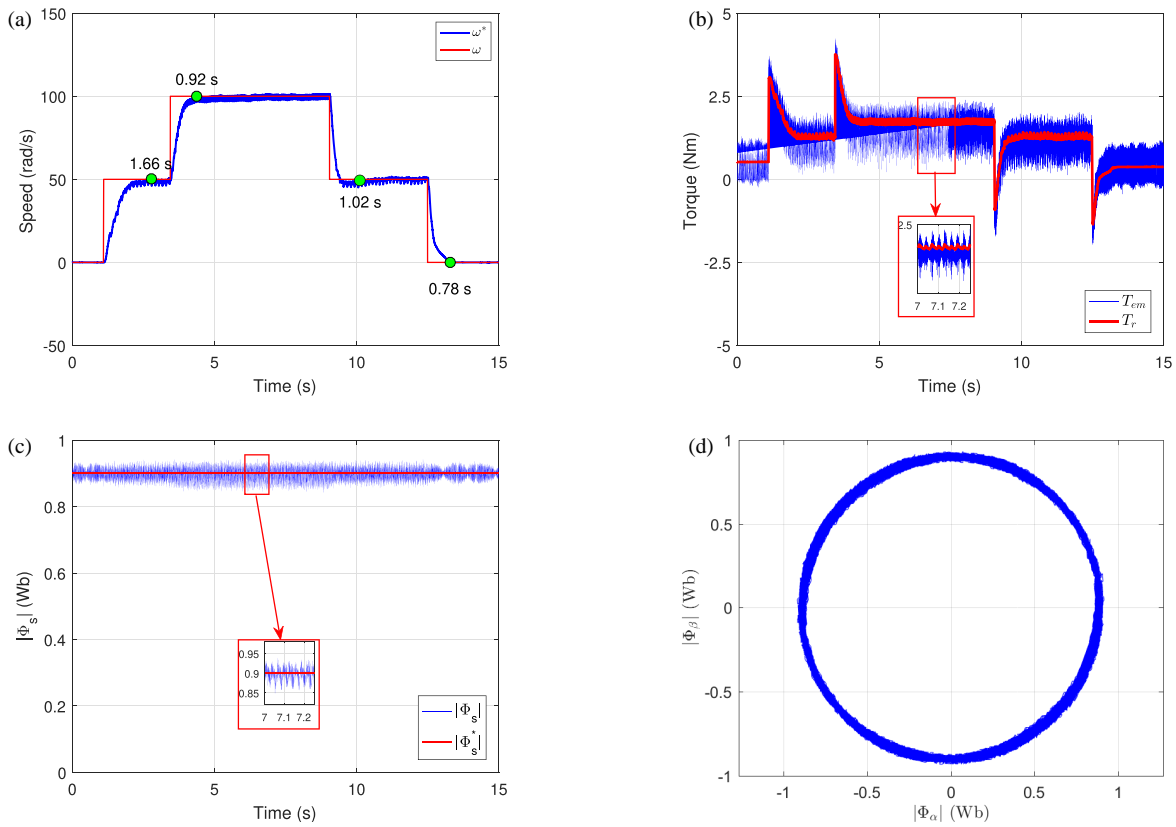 (a)
150
100
50
0
-50
0
5
10
15
Speed (rad/s)
Time (s)
ω*
ω
0.92 s
1.66 s
1.02 s
0.78 s
(b)
5
2.5
0
-2.5
-5
0
5
10
15
Torque (Nm)
Time (s)
2.5
7 7.1 7.2
T_em
T_r
(c)
1
0.8
0.6
0.4
0.2
0
0
5
10
15
|Φ_s| (Wb)
Time (s)
0.95
0.9
0.85
7 7.1 7.2
|Φ_s|
|Φ_s^*|
(d)
1
0.5
0
-0.5
-1
-1
-0.5
0
0.5
1
|Φ_β| (Wb)
|Φ_α| (Wb)